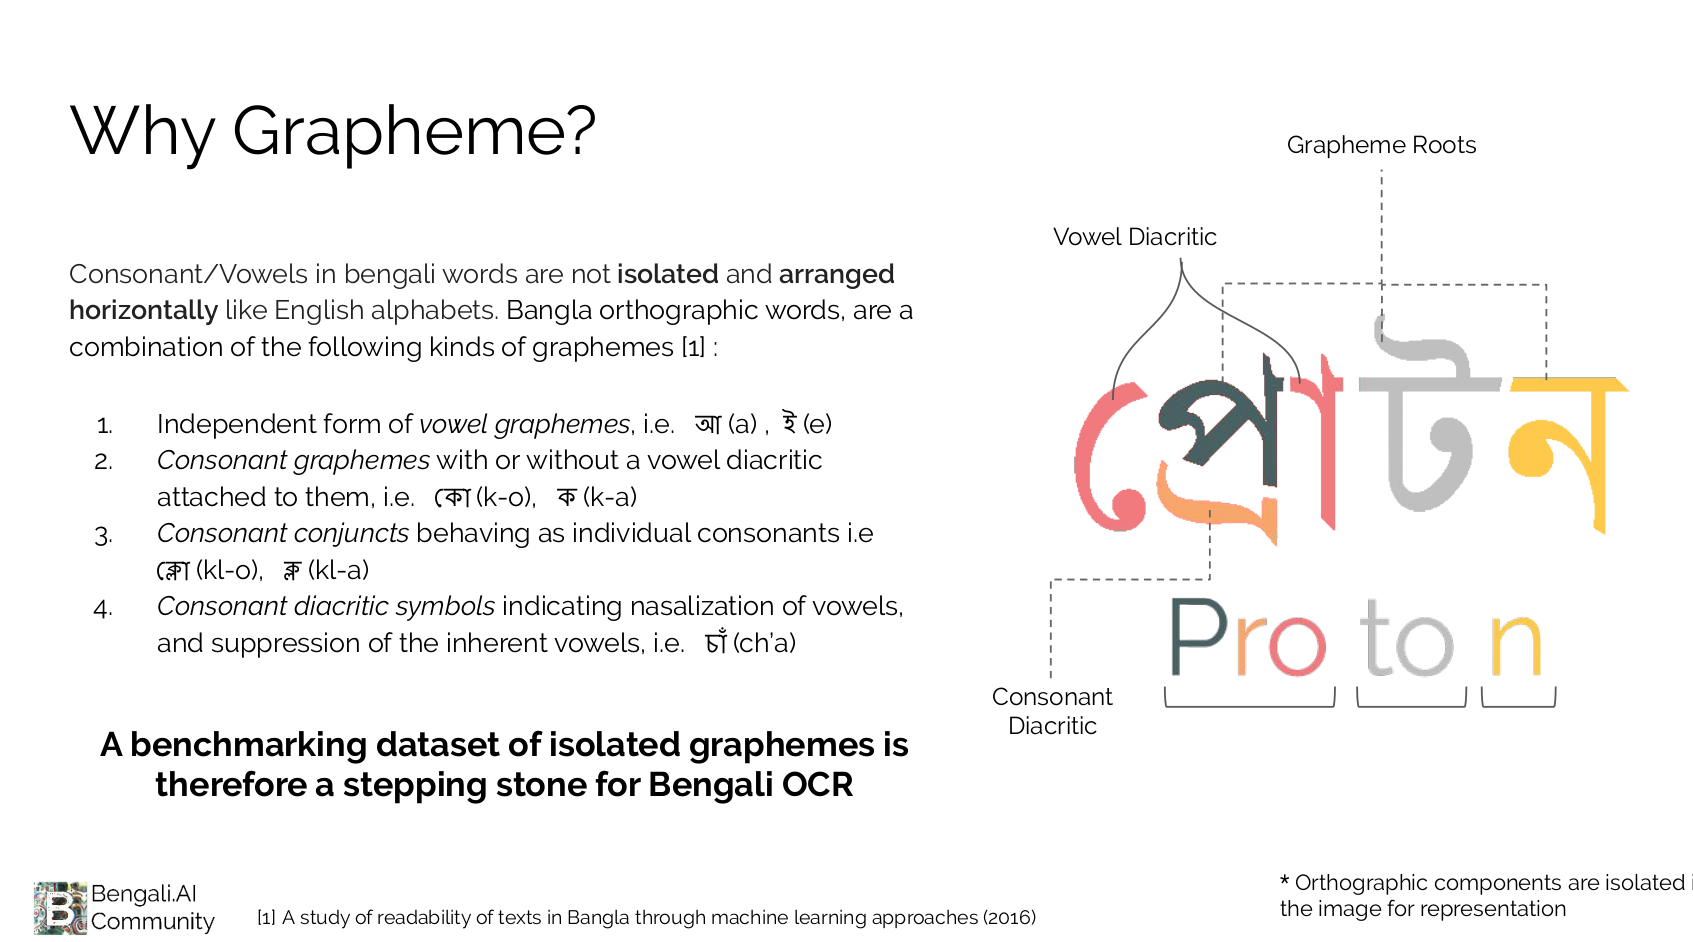 Why Grapheme?
Consonant/Vowels in bengali words are not isolated and arranged
horizontally like English alphabets. Bangla orthographic words, are a
combination of the following kinds of graphemes [1] :
1. Independent form of vowel graphemes, i.e. আ (a) , ই (e)
2. Consonant graphemes with or without a vowel diacritic
attached to them, i.e. কো (k-o), ক (k-a)
3. Consonant conjuncts behaving as individual consonants i.e
ক্লো (kl-o), ক্ল (kl-a)
4. Consonant diacritic symbols indicating nasalization of vowels,
and suppression of the inherent vowels, i.e. চাঁ (ch'a)
A benchmarking dataset of isolated graphemes is
therefore a stepping stone for Bengali OCR
Grapheme Roots
Vowel Diacritic
প্রোটন
Proton
Consonant
Diacritic
Bengali.AI
Community
[1] A study of readability of texts in Bangla through machine learning approaches (2016)
* Orthographic components are isolated i
the image for representation